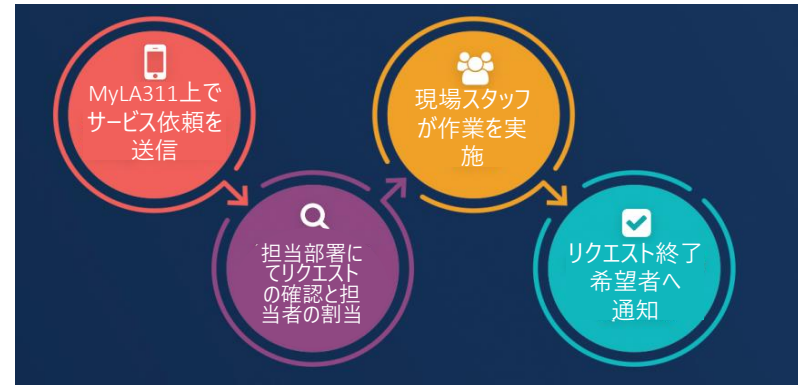 MyLA311上で
サービス依頼を
送信
担当部署に
てリクエスト
の確認と担
当者の割当
現場スタッフ
が作業を実
施
リクエスト終了
希望者へ
通知